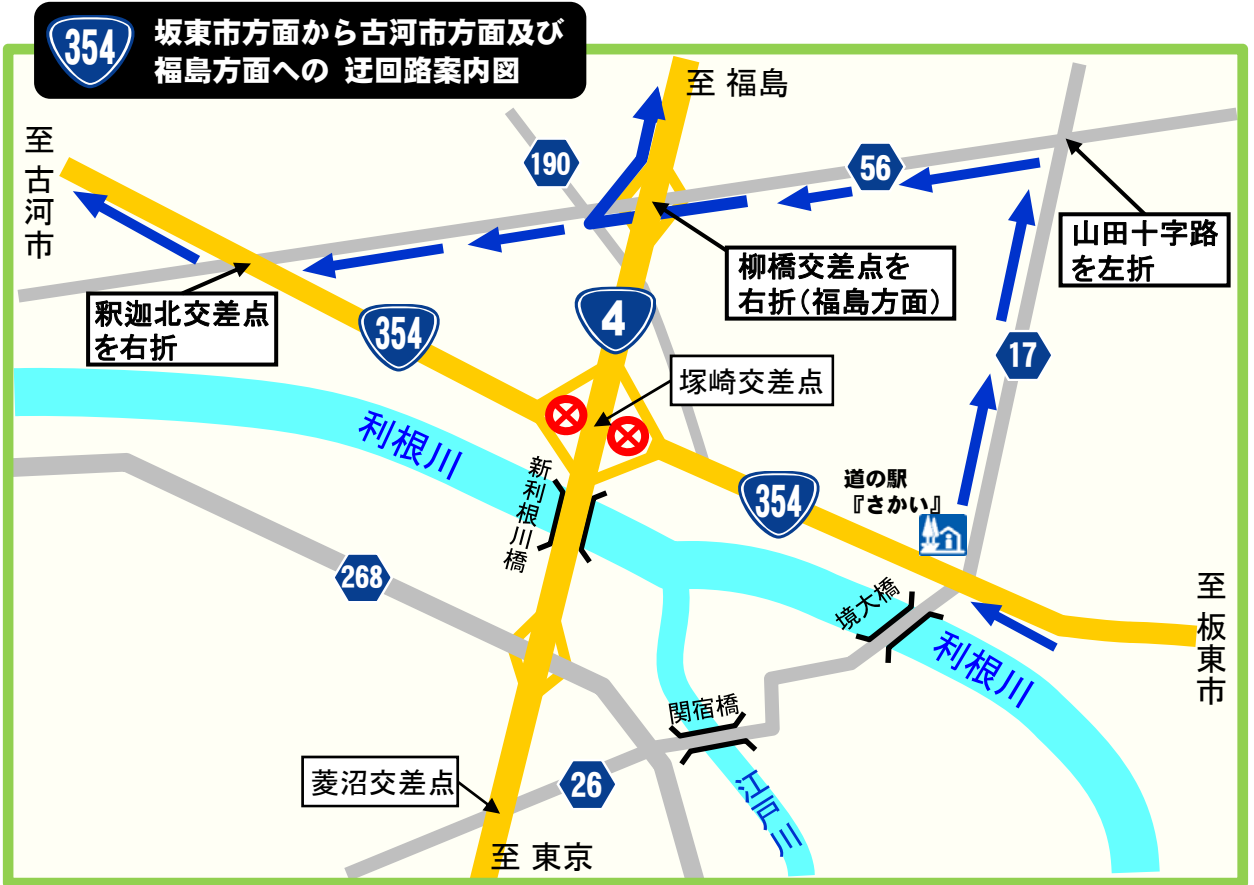 354
坂東市方面から古河市方面及び
福島方面への 迂回路案内図
至 福島
至古河市
190
56
山田十字路
を左折
柳橋交差点を
右折(福島方面)
釈迦北交差点
を右折
354
4
17
塚崎交差点
利根川
新利根川橋
354
道の駅
『さかい』
268
境大橋
至板東市
利根川
関宿橋
菱沼交差点
26
江戸川
至 東京